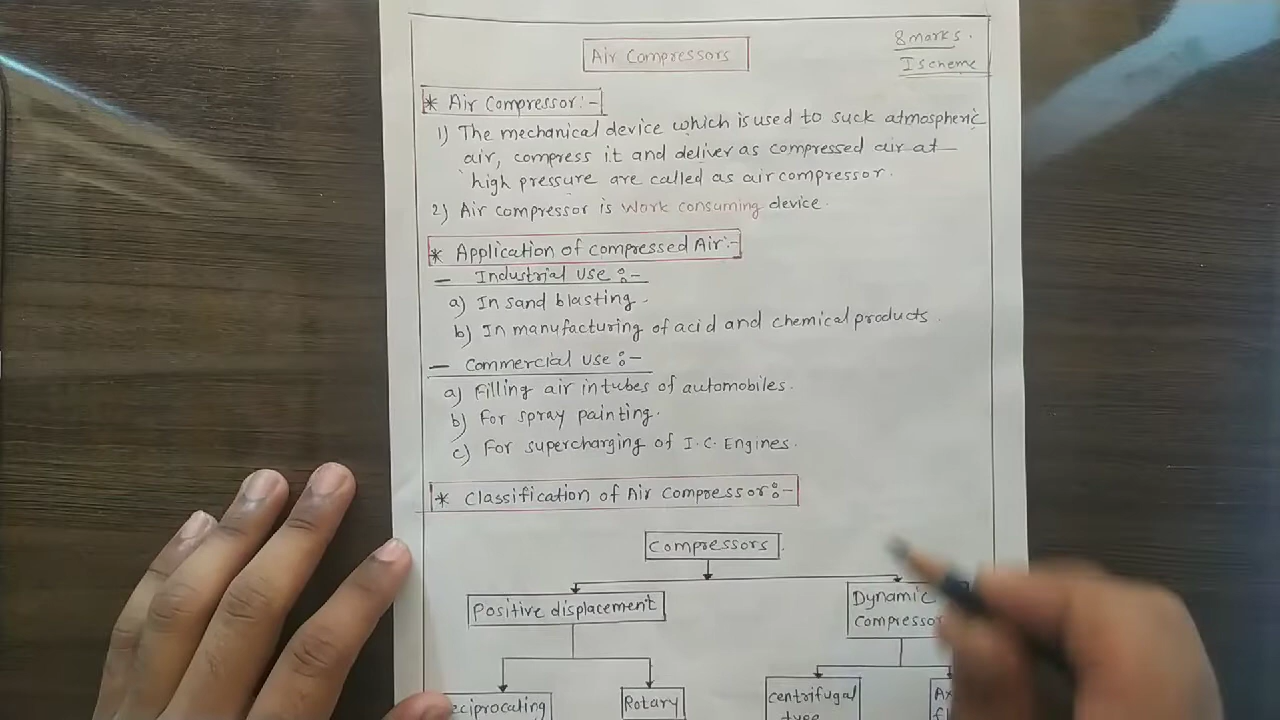 Air Compressors
8 marks.
I scheme
* Air Compressor:-
1) The mechanical device which is used to suck atmospheric
air, compress it and deliver as compressed air at
high pressure are called as air compressor.
2) Air compressor is work consuming device.
* Application of compressed Air:-
- Industrial use:-
a) In sand blasting.
b) In manufacturing of acid and chemical products.
- Commercial use:-
a) Filling air in tubes of automobiles.
b) For spray painting.
c) For supercharging of I.C. Engines.
* Classification of Air Compressor:-
Compressors.
Positive displacement
Dynamic
Rotary
Centrifugal
type